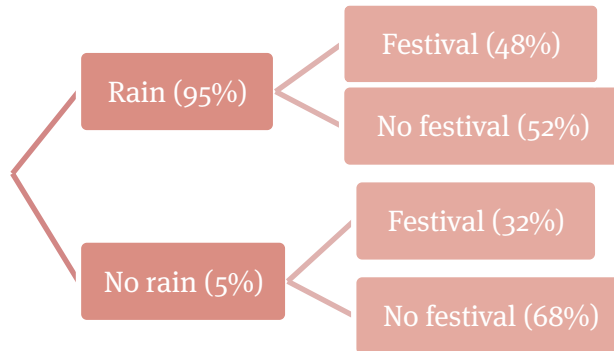 Festival (48%)
Rain (95%)
No festival (52%)
Festival (32%)
No rain (5%)
No festival (68%)